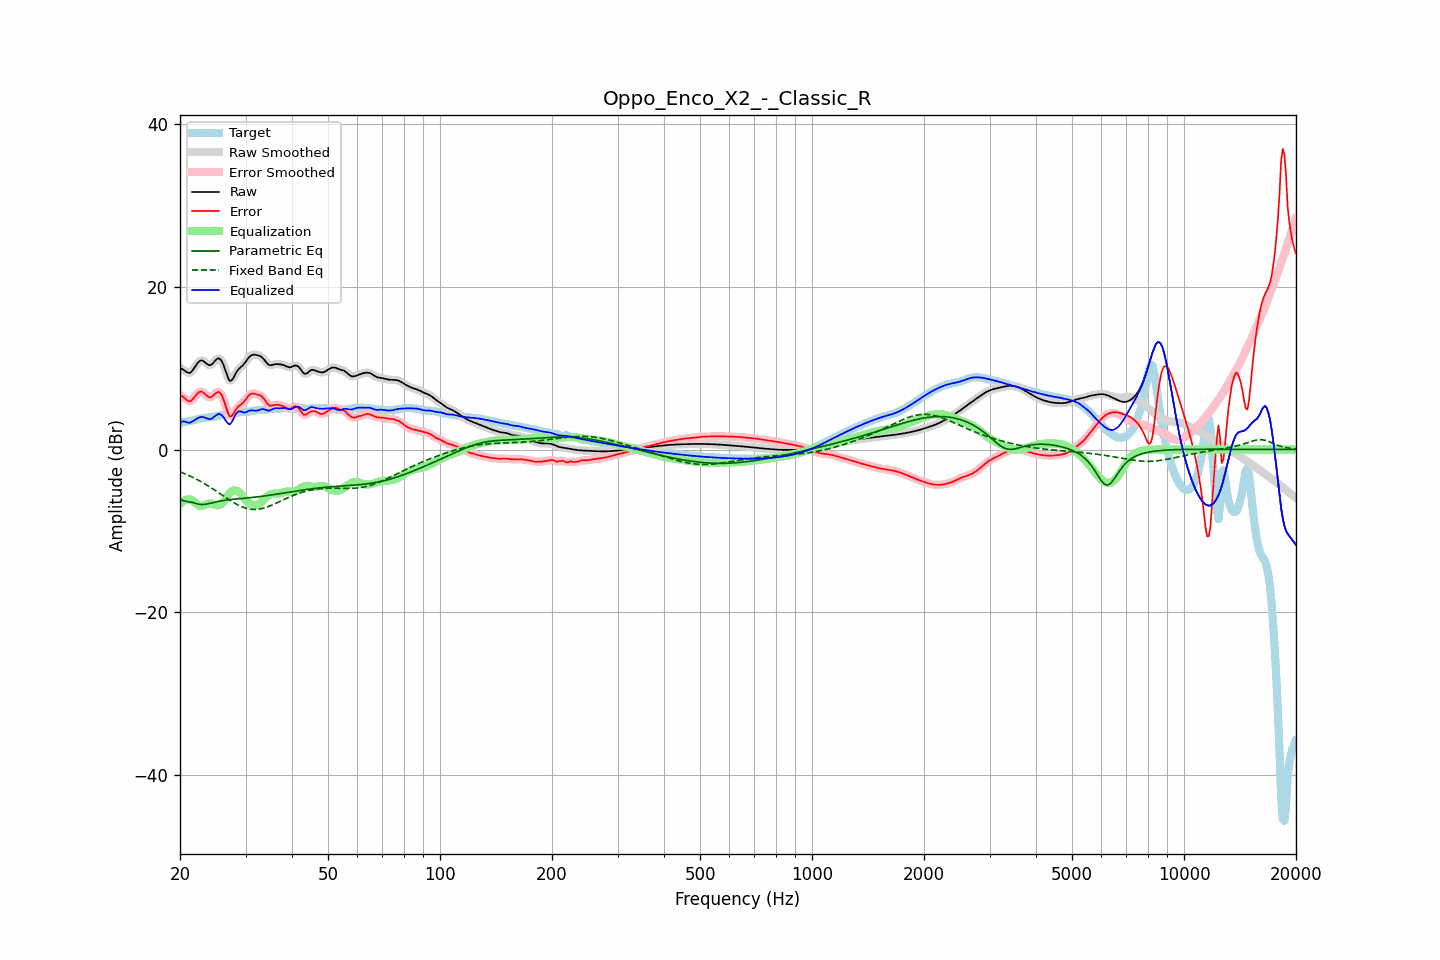 Oppo_Enco_X2_-_Classic_R
Amplitude (dBr)
40
20
0
−20
−40
Target
Raw Smoothed
Error Smoothed
Raw
Error
Equalization
Parametric Eq
Fixed Band Eq
Equalized
20 50 100 200 500 1000 2000 5000 10000 20000
Frequency (Hz)